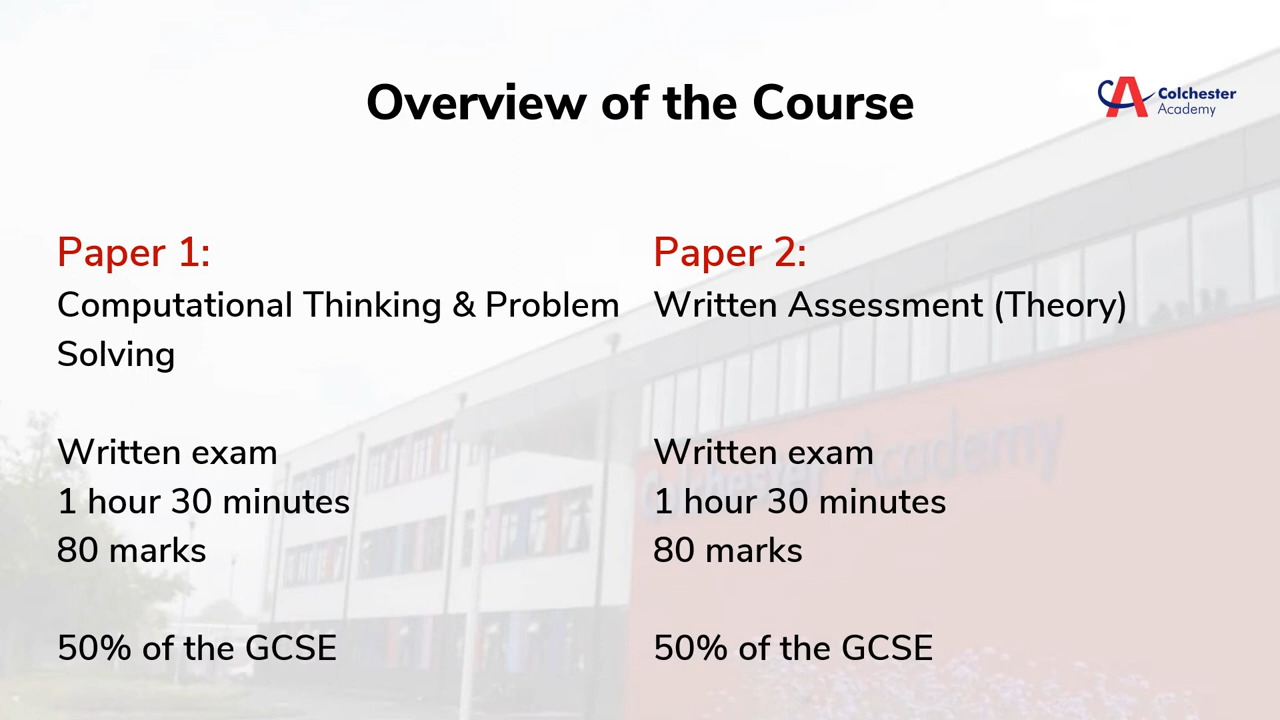 Overview of the Course
Colchester
Academy
Paper 1:
Computational Thinking & Problem
Solving
Written exam
1 hour 30 minutes
80 marks
50% of the GCSE
Paper 2:
Written Assessment (Theory)
Written exam
1 hour 30 minutes
80 marks
50% of the GCSE
Colchester Academy